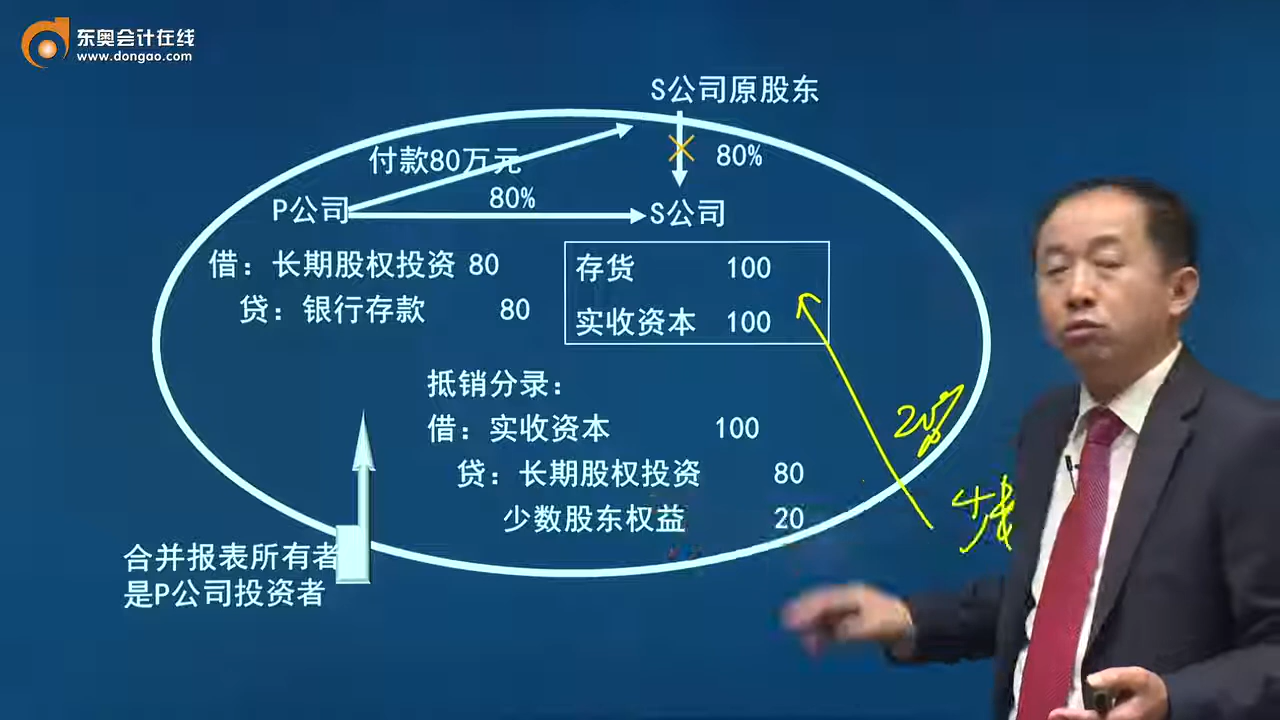 东奥会计在线
www.dongao.com
S公司原股东
付款80万元
80%
P公司
80%
S公司
借：长期股权投资 80
贷：银行存款 80
存货 100
实收资本 100
抵销分录：
借：实收资本 100
贷：长期股权投资 80
少数股东权益 20
20%
合并报表所有者
是P公司投资者